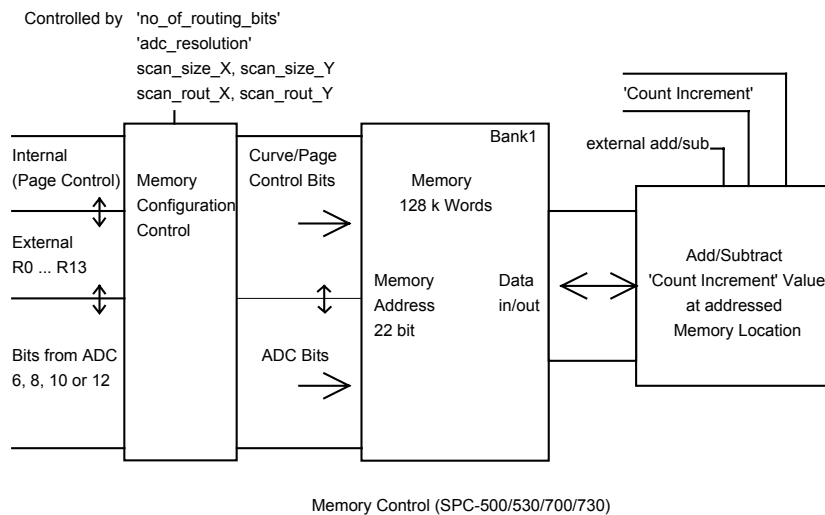 Controlled by 'no_of_routing_bits'
'adc_resolution'
scan_size_X, scan_size_Y
scan_rout_X, scan_rout_Y
'Count Increment'
external add/sub
Bank1
Internal
(Page Control)
External
R0 ... R13
Bits from ADC
6, 8, 10 or 12
Memory
Configuration
Control
Curve/Page
Control Bits
ADC Bits
Memory
128 k Words
Memory
Address
22 bit
Data
in/out
Add/Subtract
'Count Increment' Value
at addressed
Memory Location
Memory Control (SPC-500/530/700/730)